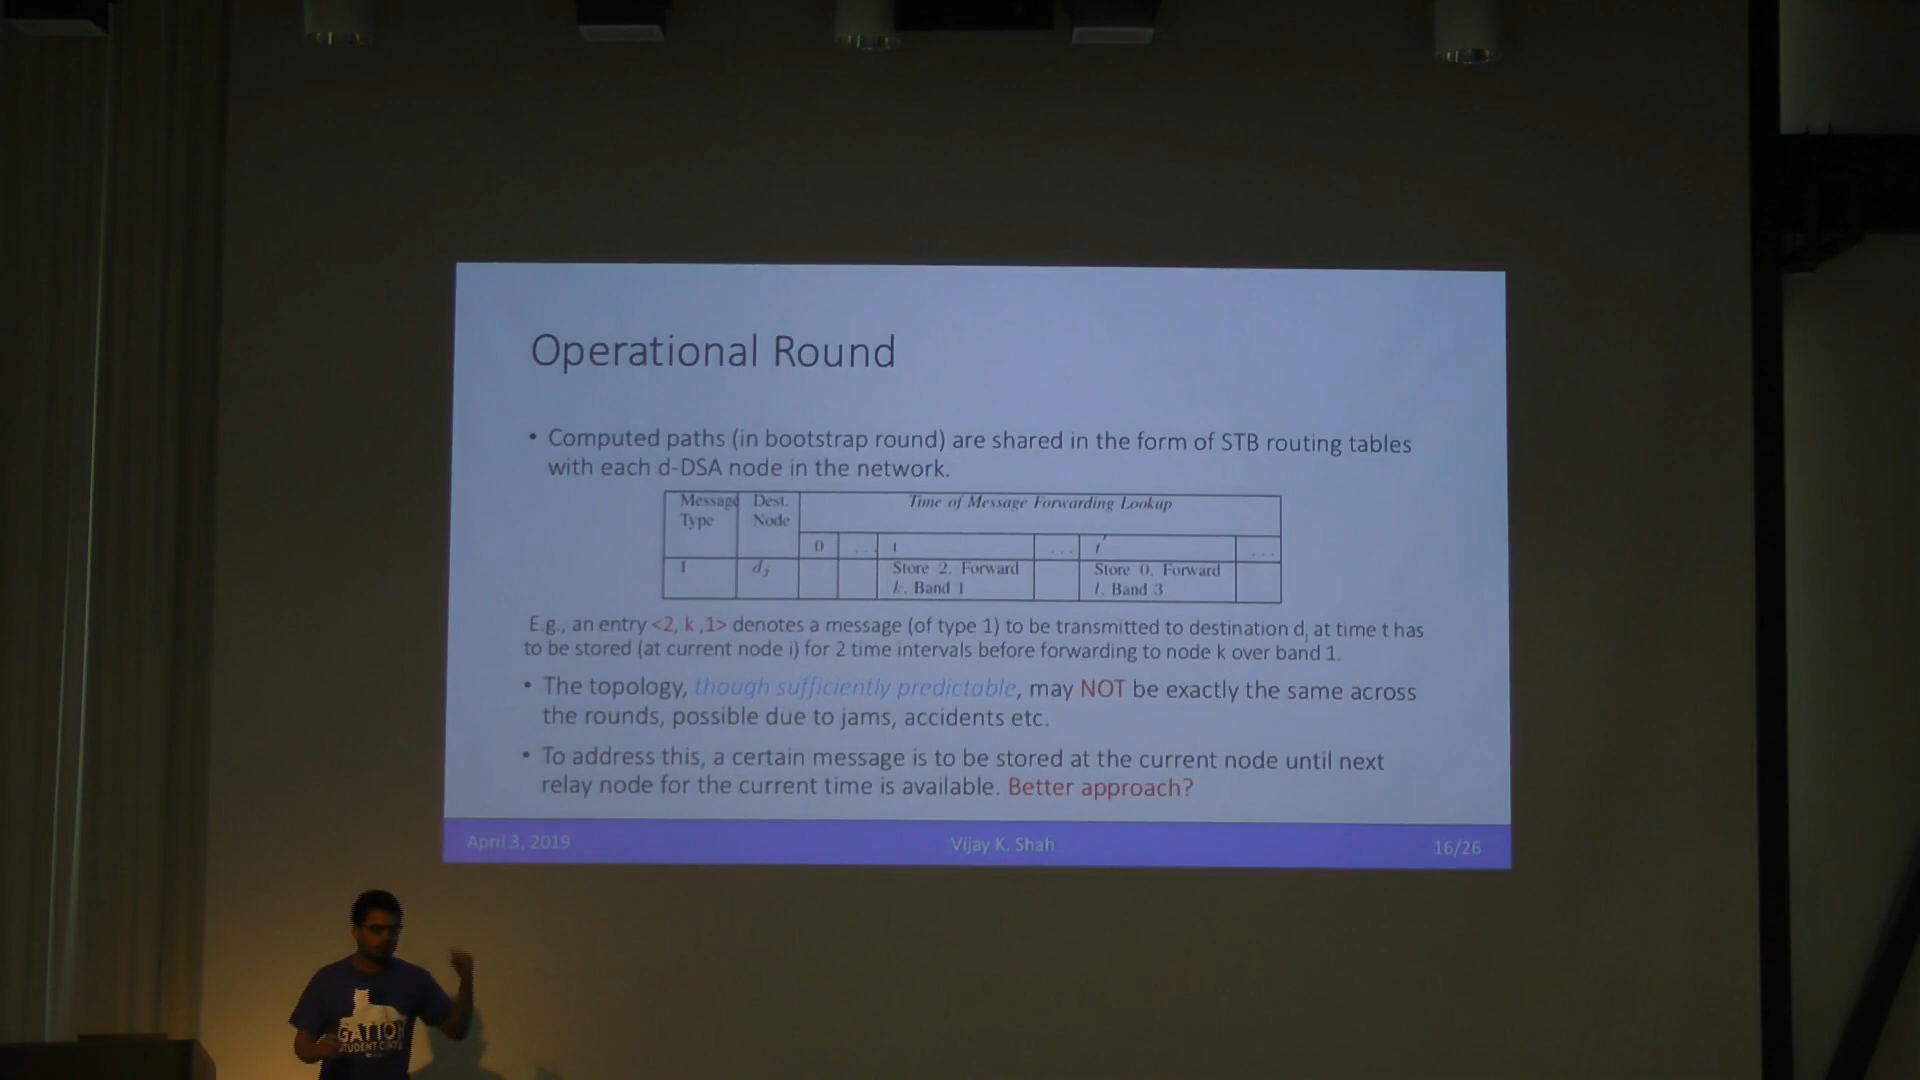 Operational Round
• Computed paths (in bootstrap round) are shared in the form of STB routing tables
with each d-DSA node in the network.
Message Dest. Time of Message Forwarding Lookup
Type Node
0 ... t ... t' ...
1 dj Store 2, Forward Store 0, Forward
k, Band 1 l, Band 3
E.g., an entry <2, k ,1> denotes a message (of type 1) to be transmitted to destination dj at time t has
to be stored (at current node i) for 2 time intervals before forwarding to node k over band 1.
• The topology, though sufficiently predictable, may NOT be exactly the same across
the rounds, possible due to jams, accidents etc.
• To address this, a certain message is to be stored at the current node until next
relay node for the current time is available. Better approach?
April 3, 2019 Vijay K. Shah 16/26
GATTON
STUDENT